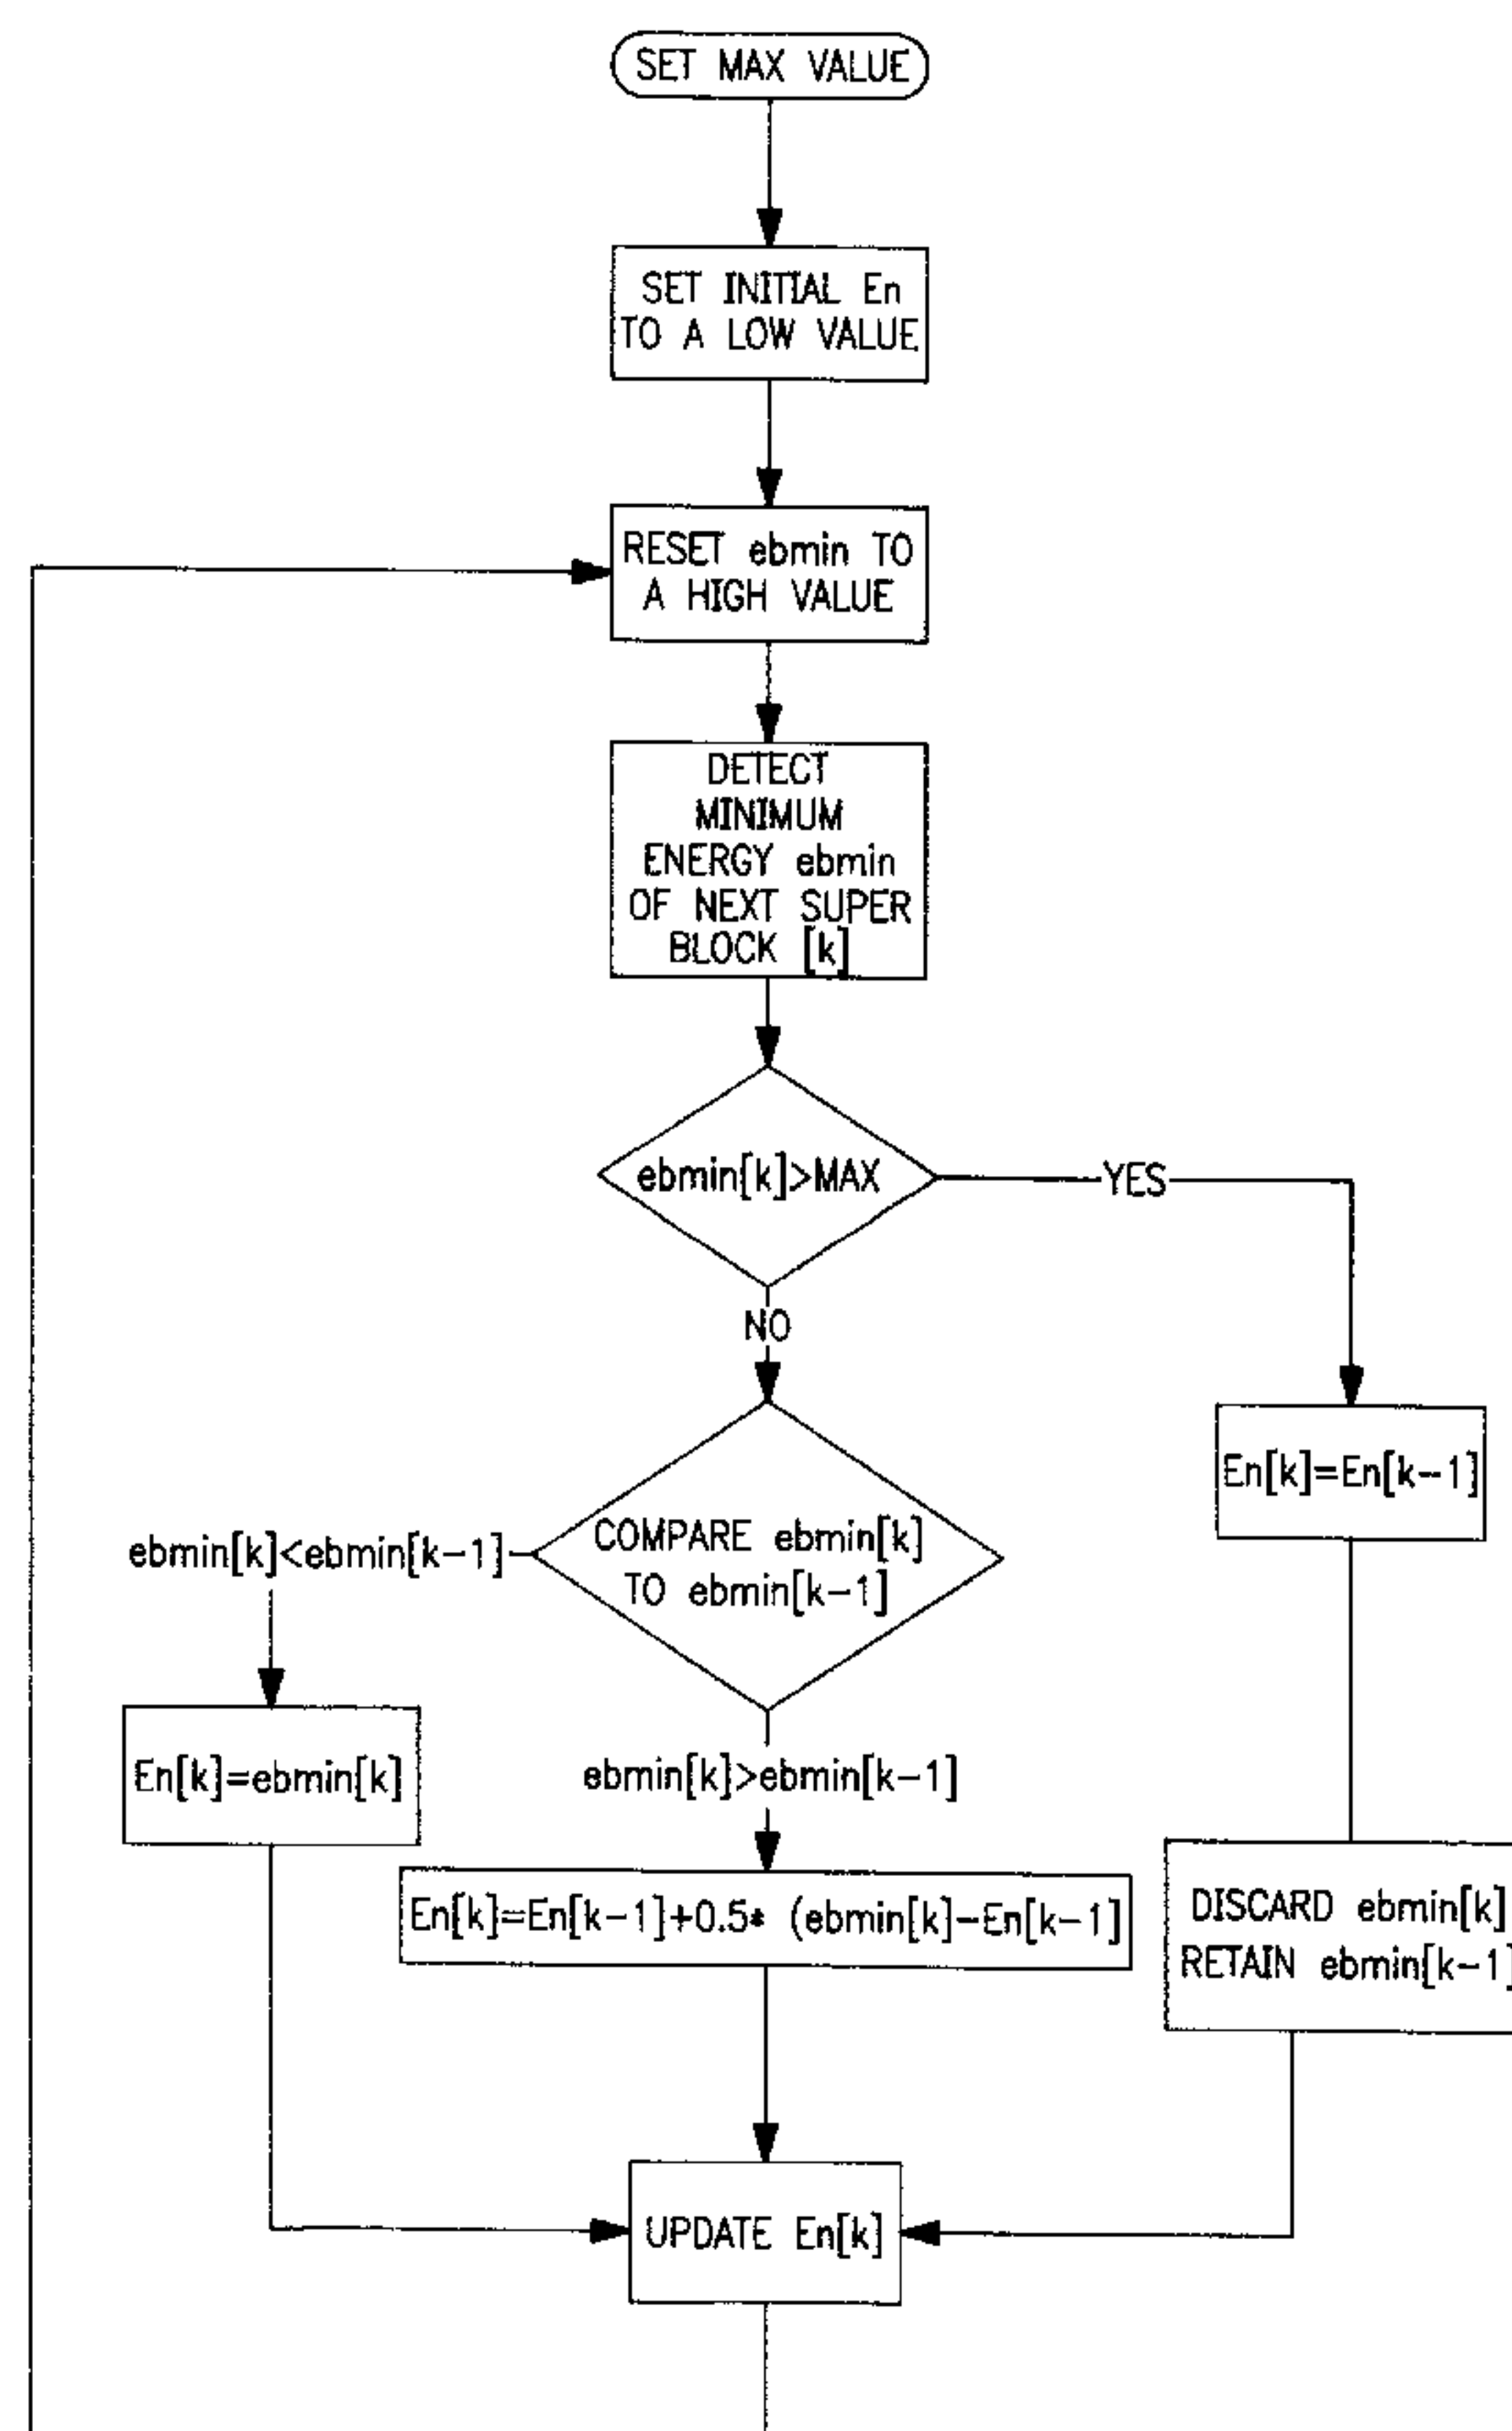 SET MAX VALUE
SET INITIAL En
TO A LOW VALUE
RESET ebmin TO
A HIGH VALUE
DETECT
MINIMUM
ENERGY ebmin
OF NEXT SUPER
BLOCK [k]
ebmin[k]>MAX
YES
NO
En[k]=En[k-1]
COMPARE ebmin[k]
TO ebmin[k-1]
ebmin[k]<ebmin[k-1]
En[k]=ebmin[k]
ebmin[k]>ebmin[k-1]
En[k]=En[k-1]+0.5* (ebmin[k]-En[k-1]
DISCARD ebmin[k]
RETAIN ebmin[k-1]
UPDATE En[k]